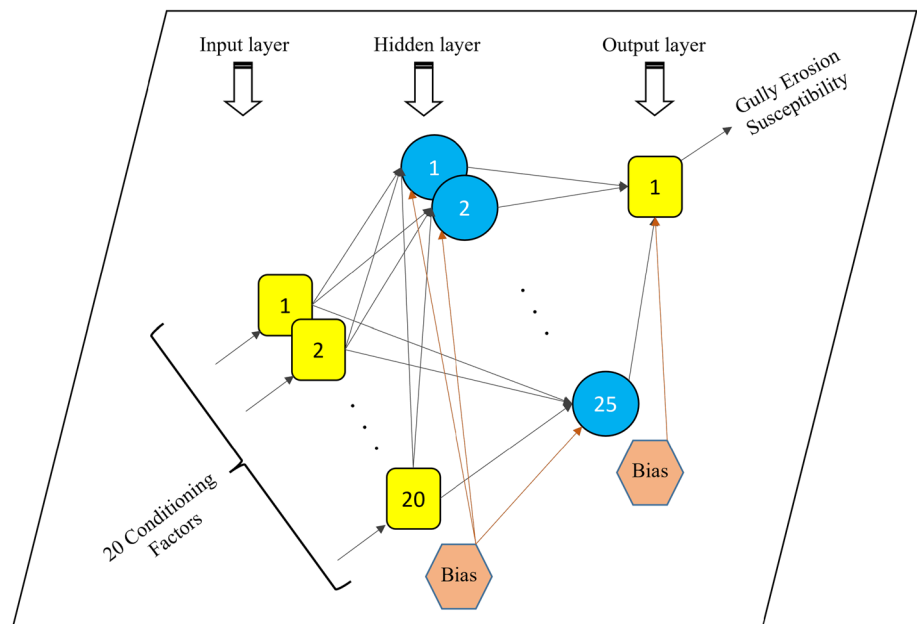 Input layer
Hidden layer
Output layer
Gully Erosion
Susceptibility
1
2
1
1
2
25
20
Bias
Bias
20 Conditioning
Factors